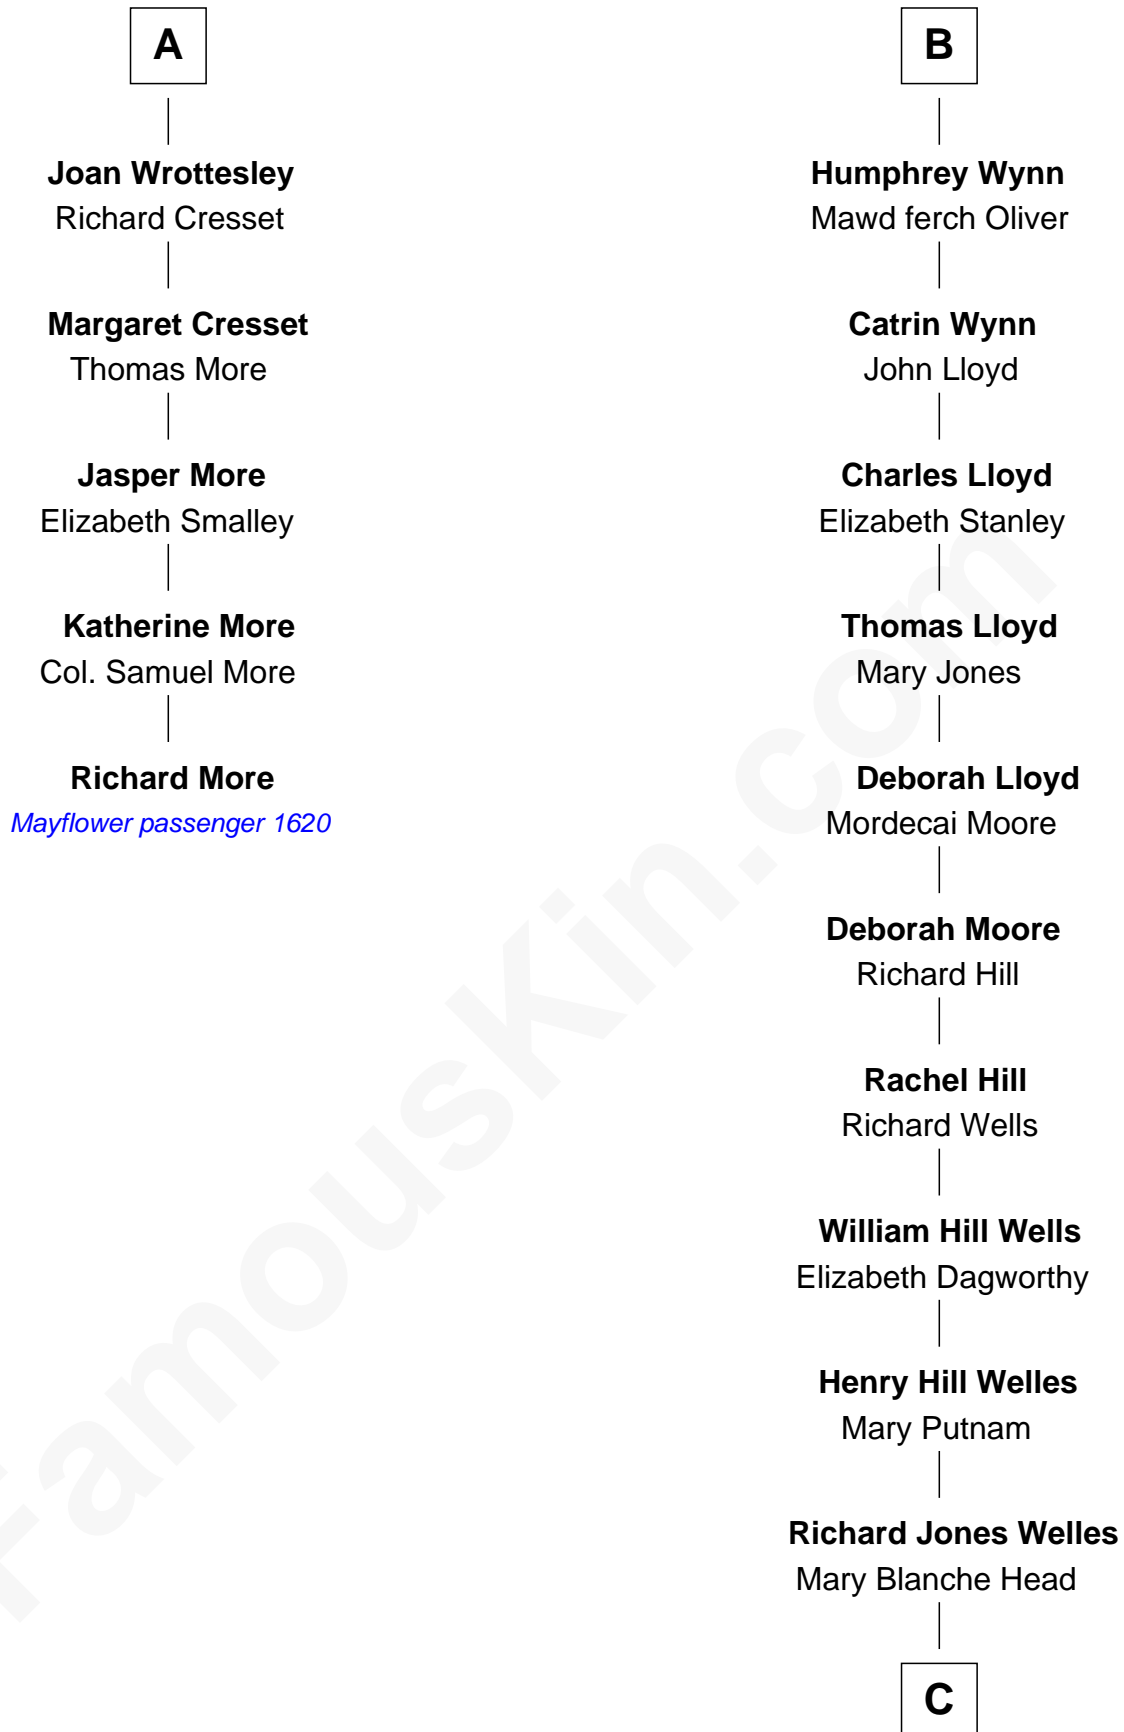 A
Joan Wrottesley
Richard Cresset
Margaret Cresset
Thomas More
Jasper More
Elizabeth Smalley
Katherine More
Col. Samuel More
Richard More
Mayflower passenger 1620
B
Humphrey Wynn
Mawd ferch Oliver
Catrin Wynn
John Lloyd
Charles Lloyd
Elizabeth Stanley
Thomas Lloyd
Mary Jones
Deborah Lloyd
Mordecai Moore
Deborah Moore
Richard Hill
Rachel Hill
Richard Wells
William Hill Wells
Elizabeth Dagworthy
Henry Hill Welles
Mary Putnam
Richard Jones Welles
Mary Blanche Head
C
FamousKin.com